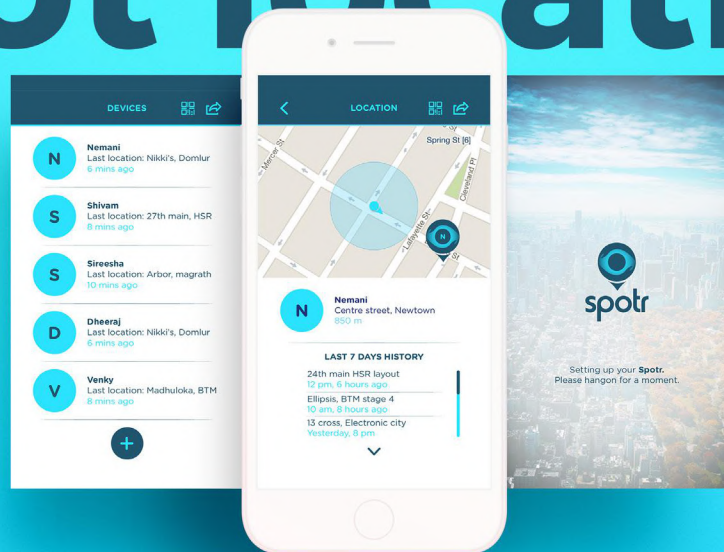 ot locati
DEVICES
N
Nemani
Last location: Nikki's, Domlur
6 mins ago
S
Shivam
Last location: 27th main, HSR
8 mins ago
S
Sireesha
Last location: Arbor, magrath
10 mins ago
D
Dheeraj
Last location: Nikki's, Domlur
6 mins ago
V
Venky
Last location: Madhuloka, BTM
8 mins ago
+
LOCATION
Spring St [6]
Mercer St
Cleveland Pl
Lafayette St
St
N
N
Nemani
Centre street, Newtown
850 m
LAST 7 DAYS HISTORY
24th main HSR layout
12 pm, 6 hours ago
Ellipsis, BTM stage 4
10 am, 8 hours ago
13 cross, Electronic city
Yesterday, 8 pm
spotr
Setting up your Spotr.
Please hangon for a moment.